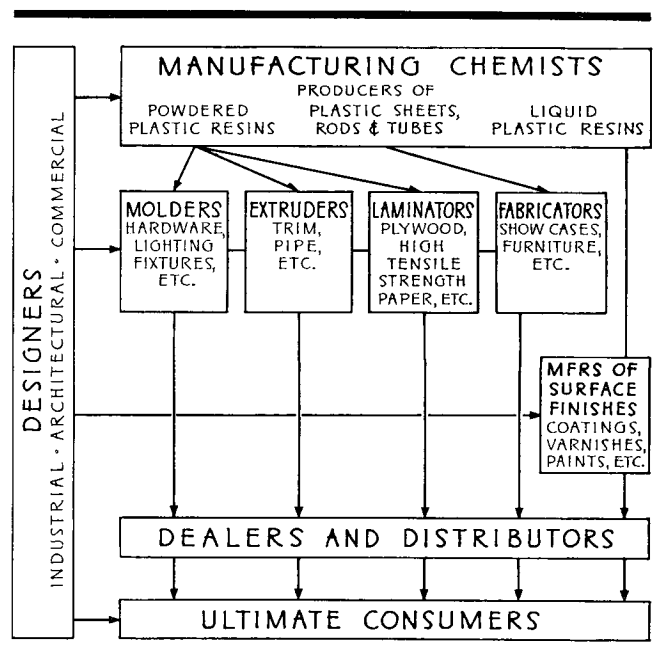 MANUFACTURING CHEMISTS
PRODUCERS OF
POWDERED
PLASTIC RESINS
PLASTIC SHEETS,
RODS & TUBES
LIQUID
PLASTIC RESINS
DESIGNERS
INDUSTRIAL • ARCHITECTURAL • COMMERCIAL
MOLDERS
HARDWARE,
LIGHTING
FIXTURES,
ETC.
EXTRUDERS
TRIM,
PIPE,
ETC.
LAMINATORS
PLYWOOD,
HIGH
TENSILE
STRENGTH
PAPER, ETC.
FABRICATORS
SHOW CASES,
FURNITURE,
ETC.
MFRS OF
SURFACE
FINISHES
COATINGS,
VARNISHES,
PAINTS, ETC.
DEALERS AND DISTRIBUTORS
ULTIMATE CONSUMERS